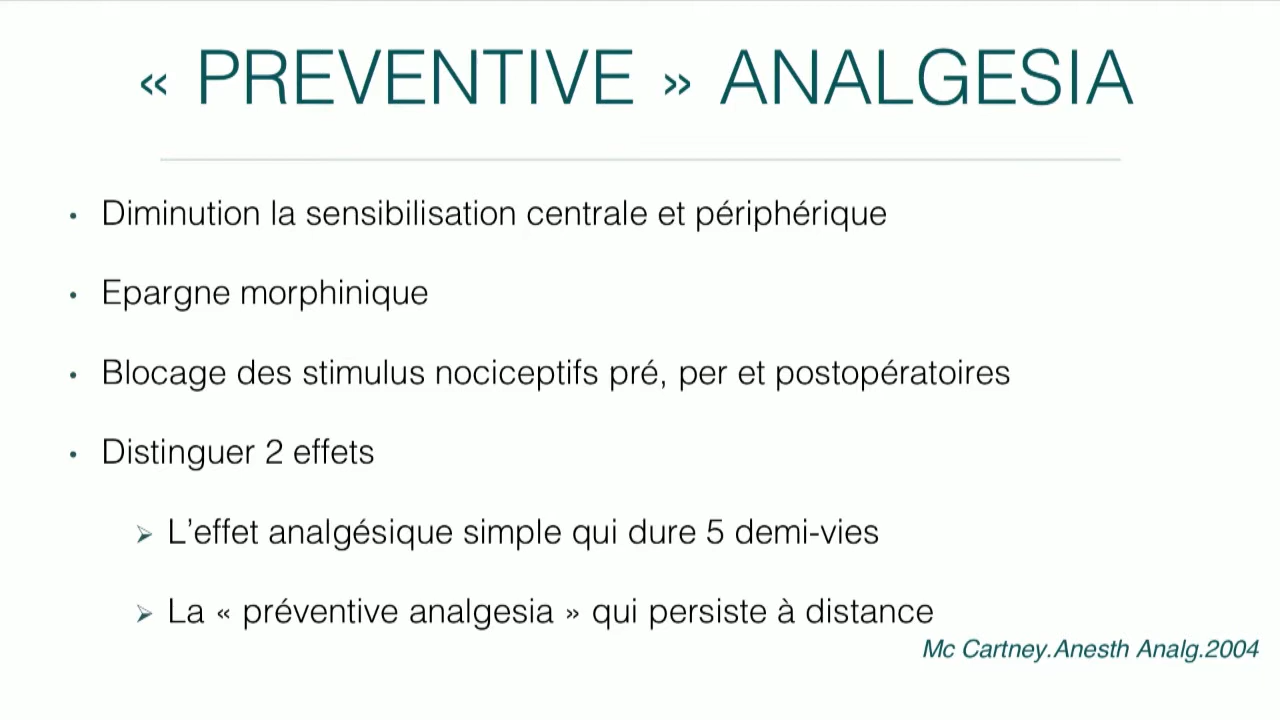 « PREVENTIVE » ANALGESIA
• Diminution la sensibilisation centrale et périphérique
• Epargne morphinique
• Blocage des stimulus nociceptifs pré, per et postopératoires
• Distinguer 2 effets
➢ L’effet analgésique simple qui dure 5 demi-vies
➢ La « préventive analgesia » qui persiste à distance
Mc Cartney.Anesth Analg.2004